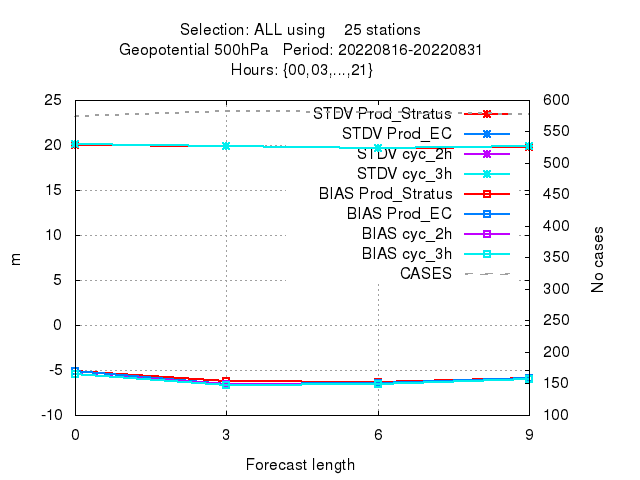 Selection: ALL using    25 stations
Geopotential 500hPa   Period: 20220816-20220831
Hours: {00,03,...,21}
25 600
STDV Prod_Stratus
550
STDV Prod_EC
20 500
STDV cyc_2h
STDV cyc_3h
15 450
BIAS Prod_Stratus
BIAS Prod_EC
10 400
BIAS cyc_2h
350
BIAS cyc_3h
m
No cases
5 300
CASES
250
0
200
-5
150
-10 100
0 3 6 9
Forecast length